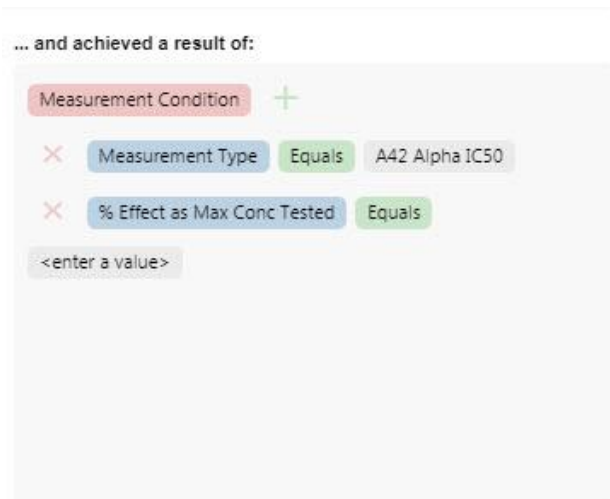 ... and achieved a result of:
Measurement Condition +
× Measurement Type Equals A42 Alpha IC50
× % Effect as Max Conc Tested Equals
<enter a value>